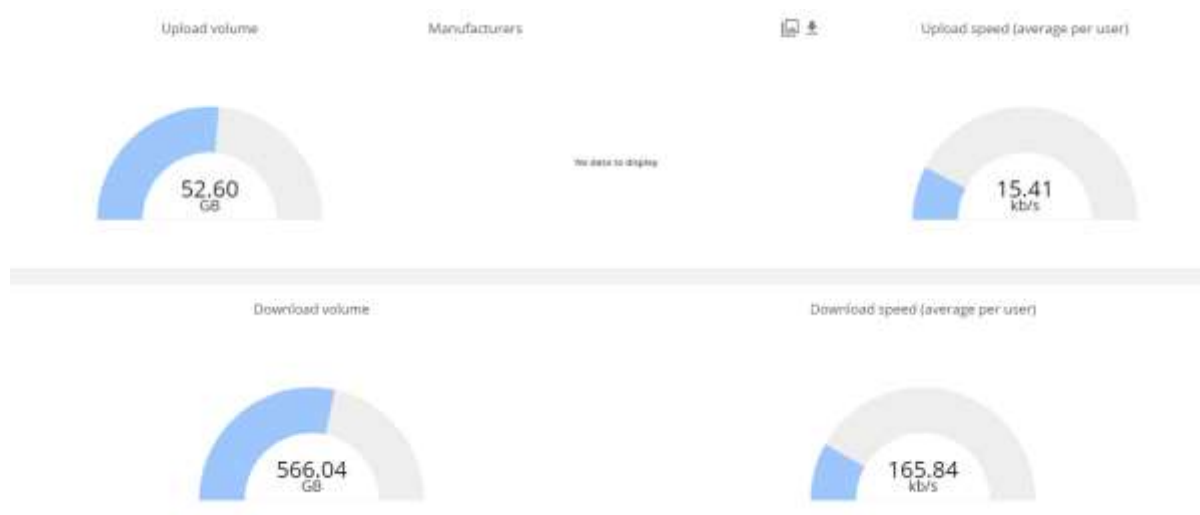 Upload volume
Manufacturers
Upload speed (average per user)
No data to display
52.60
GB
15.41
kb/s
Download volume
Download speed (average per user)
566.04
GB
165.84
kb/s